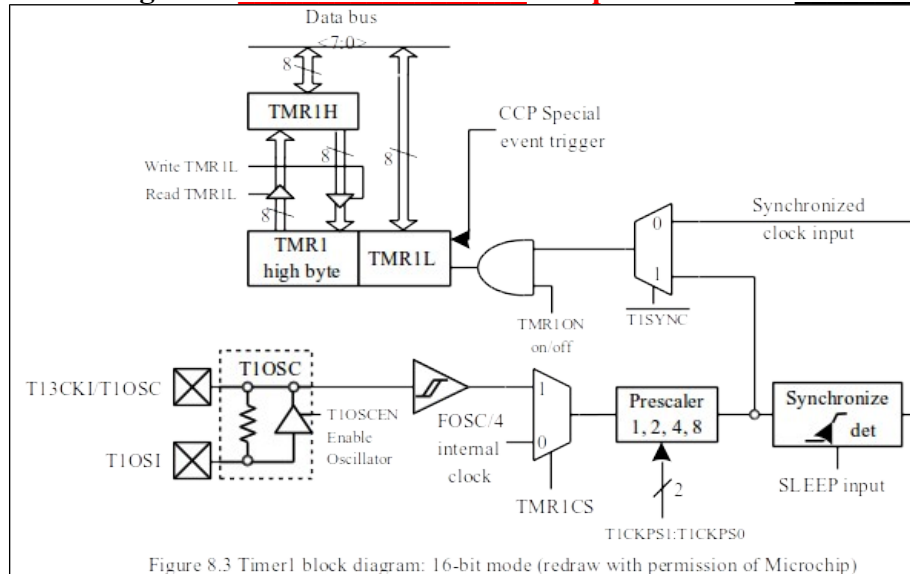 Data bus
<7:0>
8
TMR1H
CCP Special
event trigger
8
8
Write TMR1L
Read TMR1L
8
TMR1
high byte
TMR1L
0
1
Synchronized
clock input
TMR1ON
on/off
T1SYNC
T13CKI/T1OSC
T1OSC
T1OSCEN
Enable
Oscillator
T1OSI
FOSC/4
internal
clock
1
0
TMR1CS
Prescaler
1, 2, 4, 8
2
T1CKPS1:T1CKPS0
Synchronize
det
SLEEP input
Figure 8.3 Timer1 block diagram: 16-bit mode (redraw with permission of Microchip)